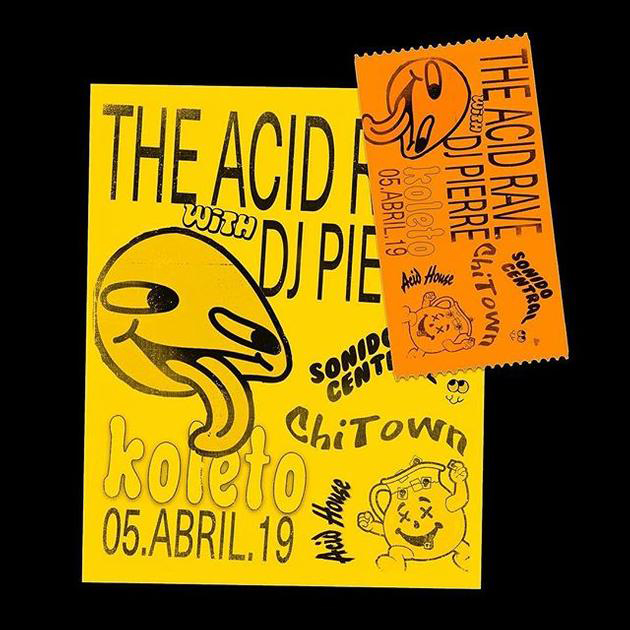 THE ACID R
WiTH
DJ PIE
SONIDO
CENT
ChiTown
koleto
05.ABRIL.19
Acid House
THE ACID RAVE
WiTH
DJ PIERRE
koleto
05.ABRIL.19
Acid House
ChiTown
SONIDO
CENTRAL